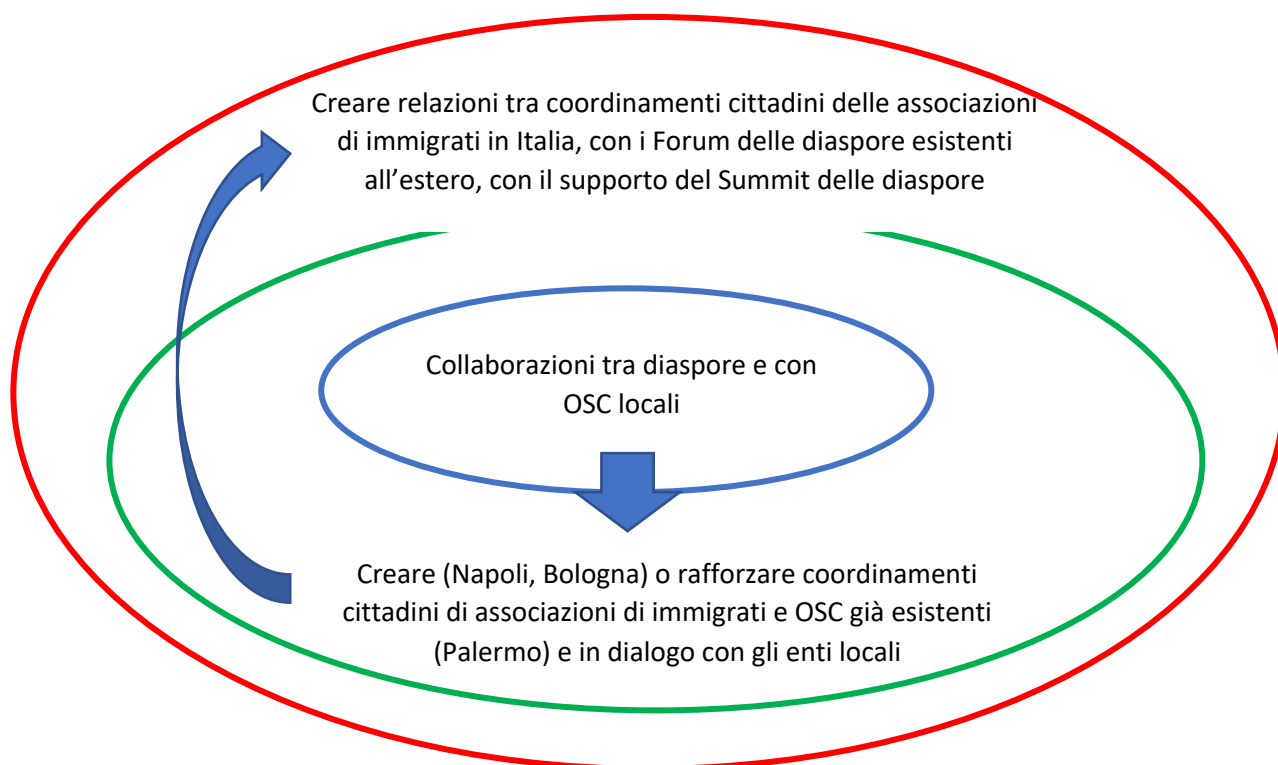 Creare relazioni tra coordinamenti cittadini delle associazioni
di immigrati in Italia, con i Forum delle diaspore esistenti
all’estero, con il supporto del Summit delle diaspore
Collaborazioni tra diaspore e con
OSC locali
Creare (Napoli, Bologna) o rafforzare coordinamenti
cittadini di associazioni di immigrati e OSC già esistenti
(Palermo) e in dialogo con gli enti locali